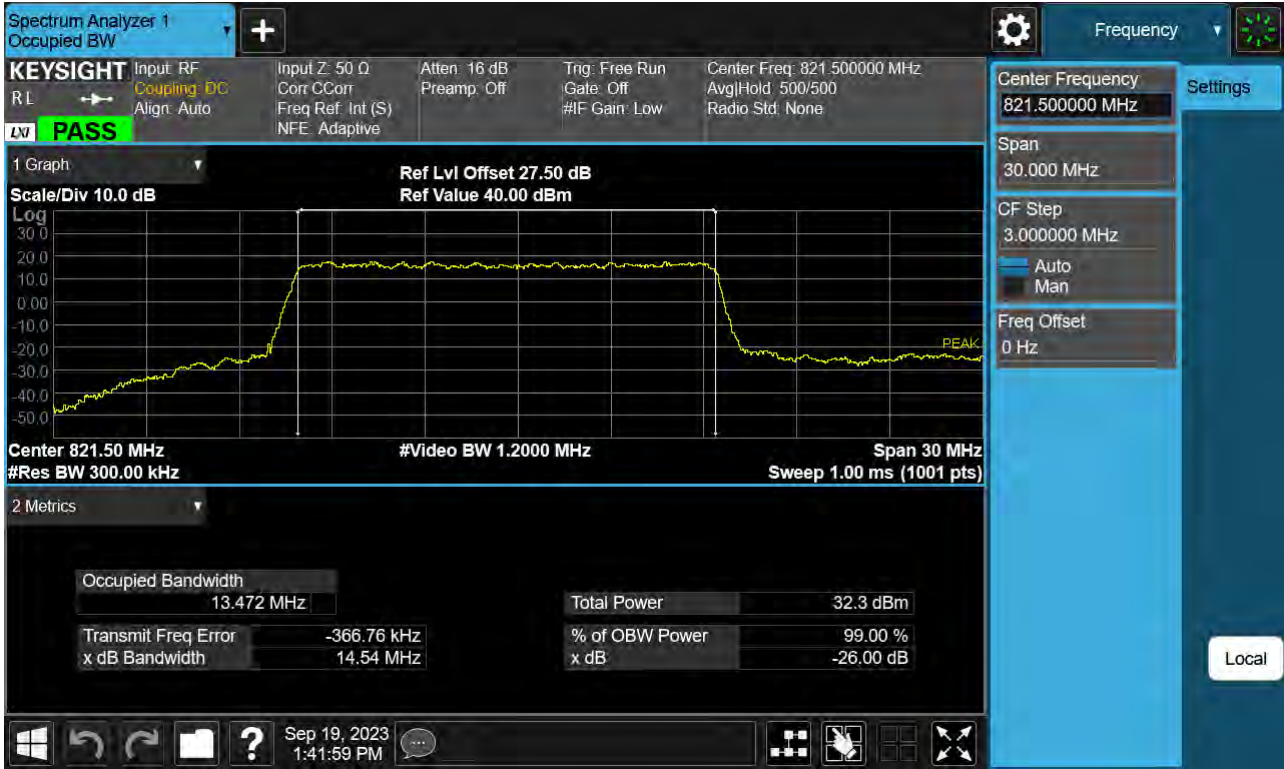 Spectrum Analyzer 1
Occupied BW
Frequency
KEYSIGHT
RL
LXI
PASS
Input: RF
Coupling: DC
Align: Auto
Input Z: 50 Ω
Corr CCorr
Freq Ref: Int (S)
NFE: Adaptive
Atten: 16 dB
Preamp: Off
Trig: Free Run
Gate: Off
#IF Gain: Low
Center Freq: 821.500000 MHz
Avg|Hold: 500/500
Radio Std: None
Center Frequency
821.500000 MHz
Settings
Span
30.000 MHz
CF Step
3.000000 MHz
Auto
Man
Freq Offset
0 Hz
Local
1 Graph
Scale/Div 10.0 dB
Ref Lvl Offset 27.50 dB
Ref Value 40.00 dBm
Log
30.0
20.0
10.0
0.00
-10.0
-20.0
-30.0
-40.0
-50.0
PEAK
Center 821.50 MHz
#Video BW 1.2000 MHz
Span 30 MHz
#Res BW 300.00 kHz
Sweep 1.00 ms (1001 pts)
2 Metrics
Occupied Bandwidth
13.472 MHz
Total Power 32.3 dBm
Transmit Freq Error -366.76 kHz
% of OBW Power 99.00 %
x dB Bandwidth 14.54 MHz
x dB -26.00 dB
Sep 19, 2023
1:41:59 PM